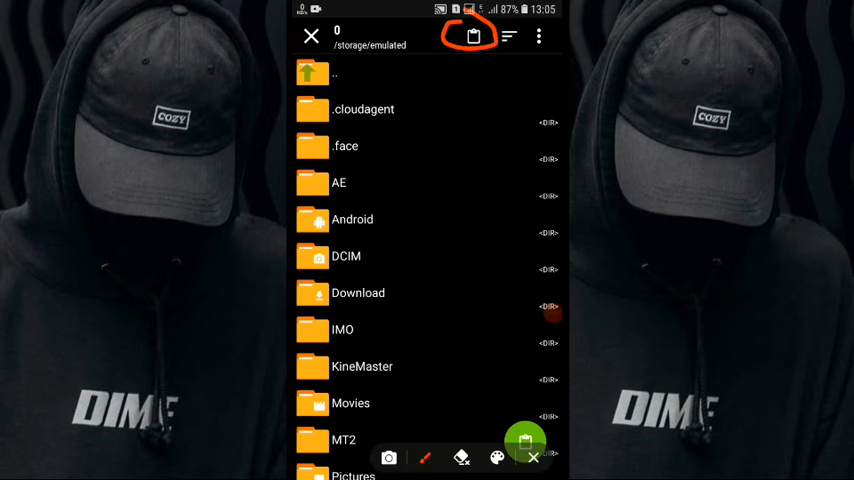 0
KB/s
87%
13:05
0
/storage/emulated
..
.cloudagent
<DIR>
.face
<DIR>
AE
<DIR>
Android
<DIR>
DCIM
<DIR>
Download
<DIR>
IMO
<DIR>
KineMaster
<DIR>
Movies
<DIR>
MT2
Pictures
COZY
COZY
DIME
DIME